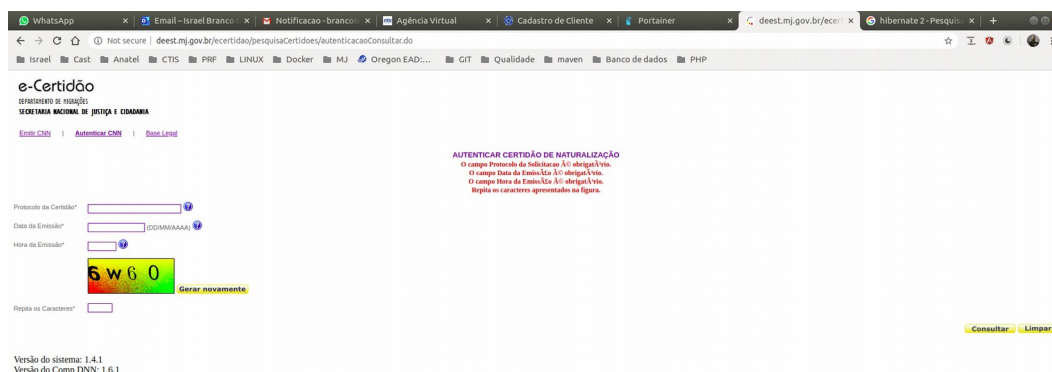 WhatsApp
Email – Israel Branco
Notificacao - brancois
Agência Virtual
Cadastro de Cliente
Portainer
deest.mj.gov.br/ecert
hibernate 2 - Pesquisa
Not secure | deest.mj.gov.br/ecertidao/pesquisaCertidoes/autenticacaoConsultar.do
Israel Cast Anatel CTIS PRF LINUX Docker MJ Oregon EAD:... GIT Qualidade maven Banco de dados PHP
e-Certidão
DEPARTAMENTO DE MIGRAÇÕES
SECRETARIA NACIONAL DE JUSTIÇA E CIDADANIA
Emitir CNN | Autenticar CNN | Base Legal
AUTENTICAR CERTIDÃO DE NATURALIZAÇÃO
O campo Protocolo da Solicitacao Ã© obrigatÃ³rio.
O campo Data da EmissÃ£o Ã© obrigatÃ³rio.
O campo Hora da EmissÃ£o Ã© obrigatÃ³rio.
Repita os caracteres apresentados na figura.
Protocolo da Certidão*
Data da Emissão* (DD/MM/AAAA)
Hora da Emissão*
6 w 6 0
Gerar novamente
Repita os Caracteres*
Consultar Limpar
Versão do sistema: 1.4.1
Versão do Comp DNN: 1.6.1